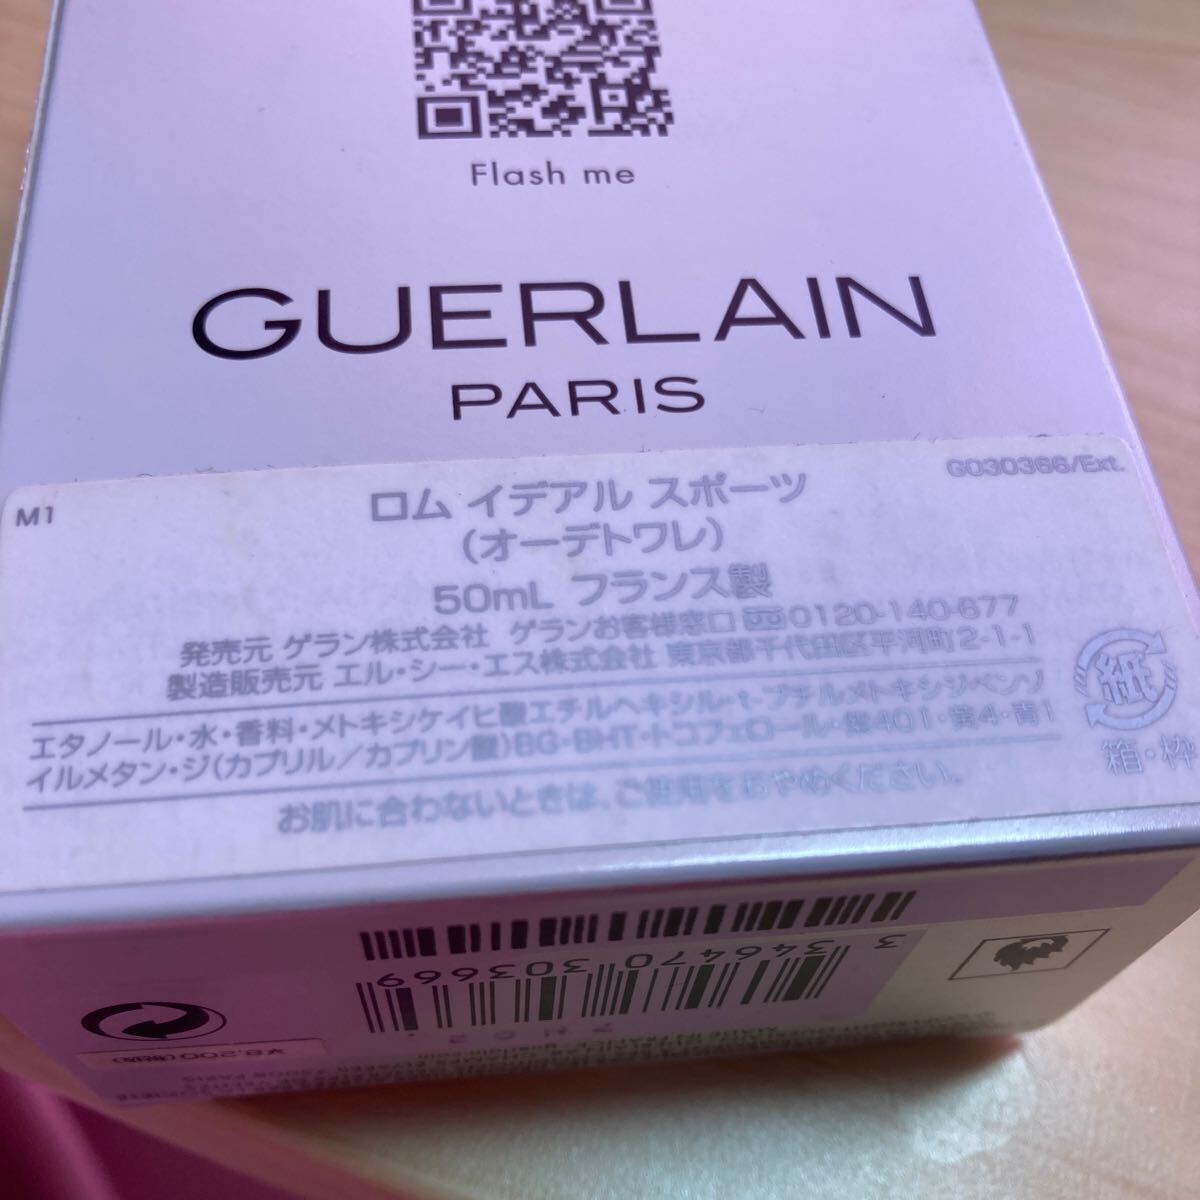 Flash me
GUERLAIN
PARIS
M1
G030366/Ext.
ロム イデアル スポーツ
(オーデトワレ)
50mL フランス製
発売元 ゲラン株式会社 ゲランお客様窓口 0120-140-677
製造販売元 エル・シー・エス株式会社 東京都千代田区平河町2-1-1
エタノール・水・香料・メトキシケイヒ酸エチルヘキシル・t-ブチルメトキシジベンゾ
イルメタン・ジ(カプリル/カプリン酸)BG・BHT・トコフェロール・橙401・黄4・青1
お肌に合わないときは、ご使用をおやめください。
紙
箱・枠
3 346470 303669
¥8,200(税抜)